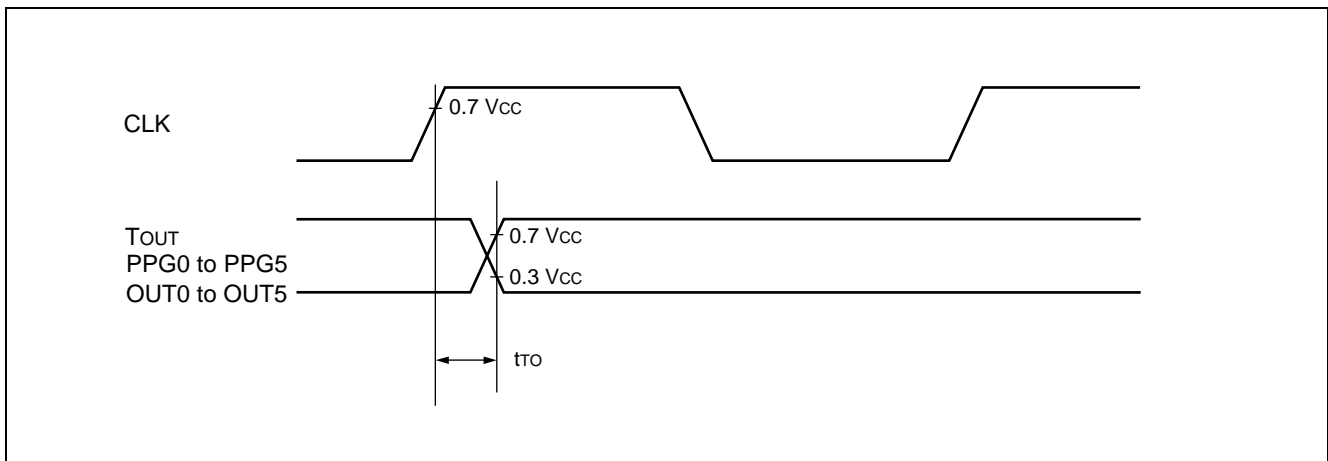 CLK
0.7 VCC
TOUT
PPG0 to PPG5
OUT0 to OUT5
0.7 VCC
0.3 VCC
tTO